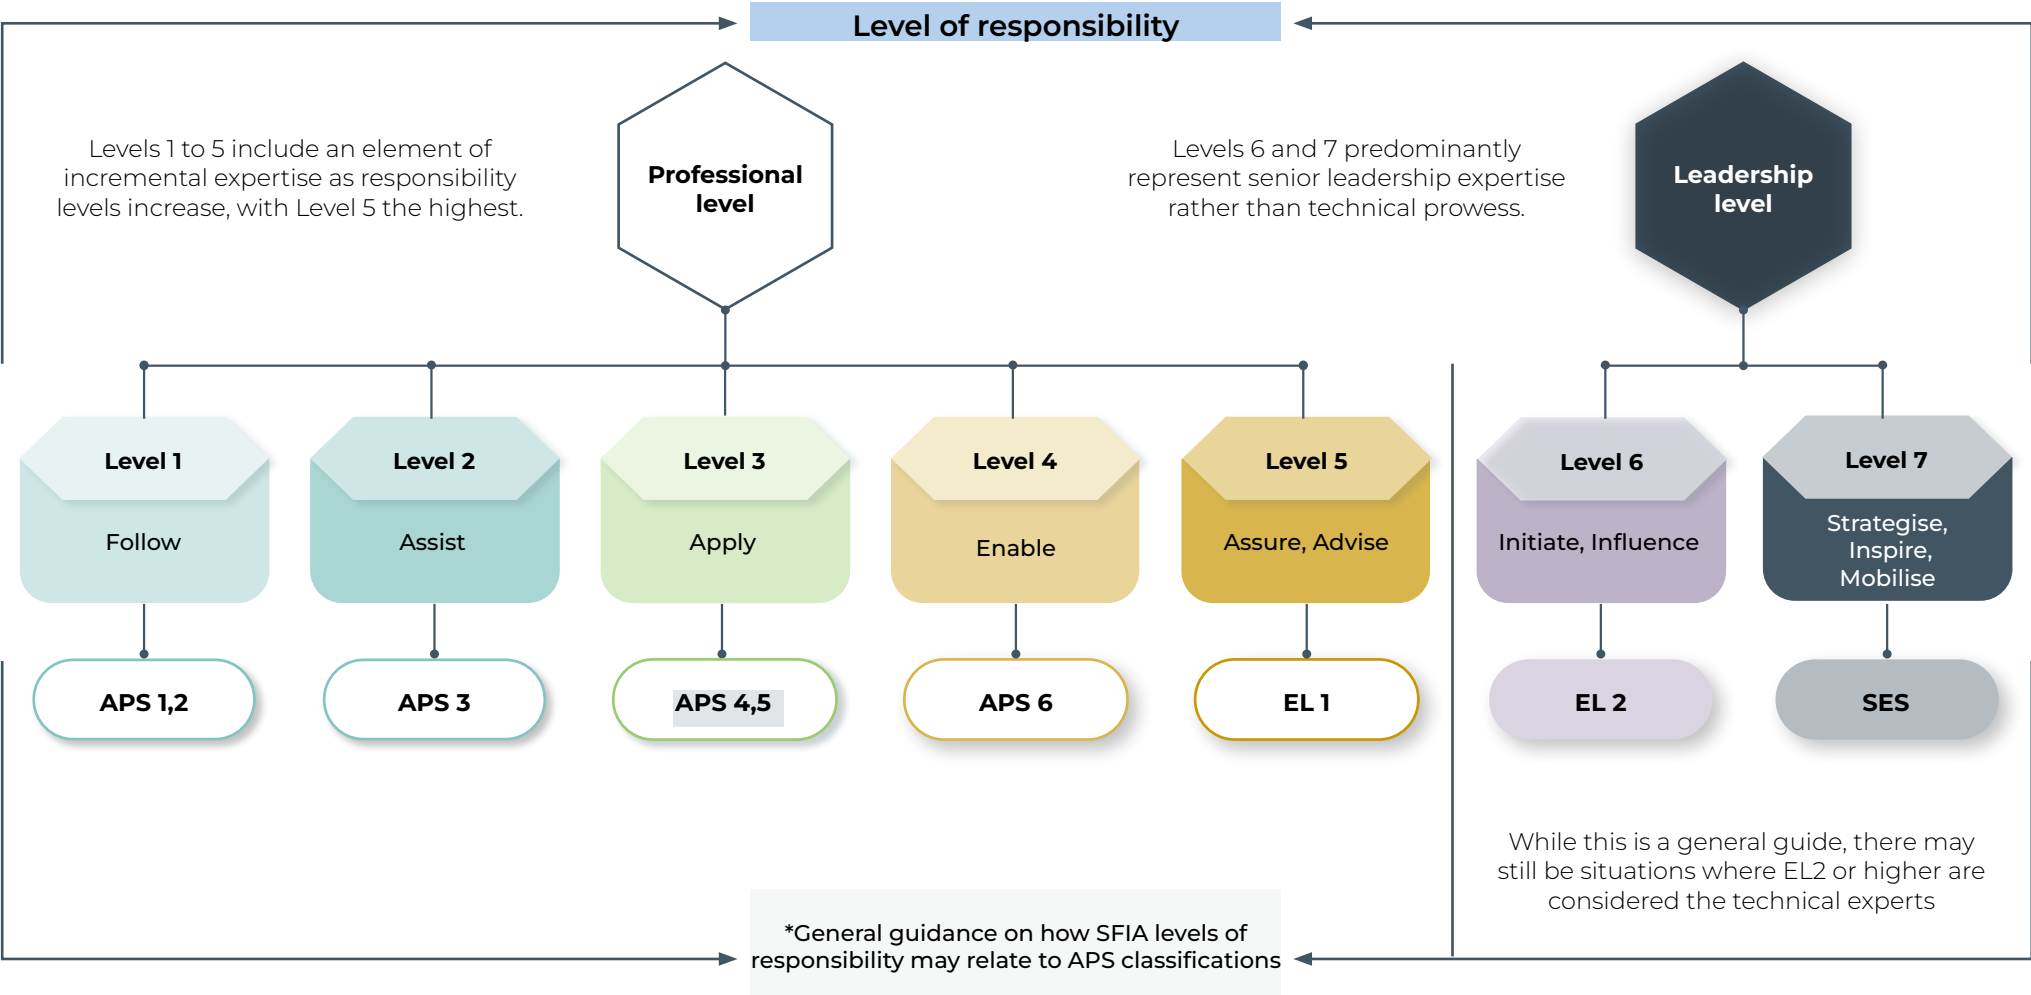 Level of responsibility
Levels 1 to 5 include an element of
incremental expertise as responsibility
levels increase, with Level 5 the highest.
Professional
level
Levels 6 and 7 predominantly
represent senior leadership expertise
rather than technical prowess.
Leadership
level
Level 1
Follow
APS 1,2
Level 2
Assist
APS 3
Level 3
Apply
APS 4,5
Level 4
Enable
APS 6
Level 5
Assure, Advise
EL 1
Level 6
Initiate, Influence
EL 2
Level 7
Strategise,
Inspire,
Mobilise
SES
While this is a general guide, there may
still be situations where EL2 or higher are
considered the technical experts
*General guidance on how SFIA levels of
responsibility may relate to APS classifications